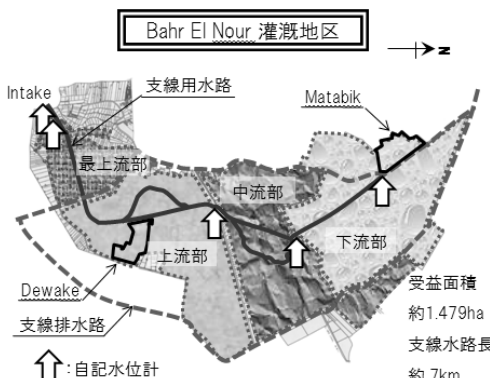 Bahr El Nour 灌漑地区
N
Intake
支線用水路
Matabik
最上流部
中流部
上流部
下流部
Dewake
支線排水路
受益面積
約1.479ha
支線水路長
約 7km
:自記水位計